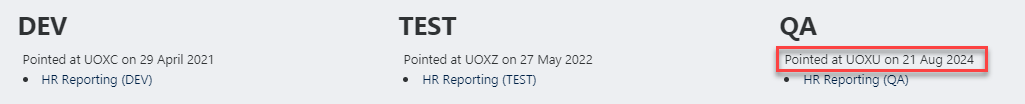 DEV
Pointed at UOXC on 29 April 2021
HR Reporting (DEV)
TEST
Pointed at UOXZ on 27 May 2022
HR Reporting (TEST)
QA
Pointed at UOXU on 21 Aug 2024
HR Reporting (QA)